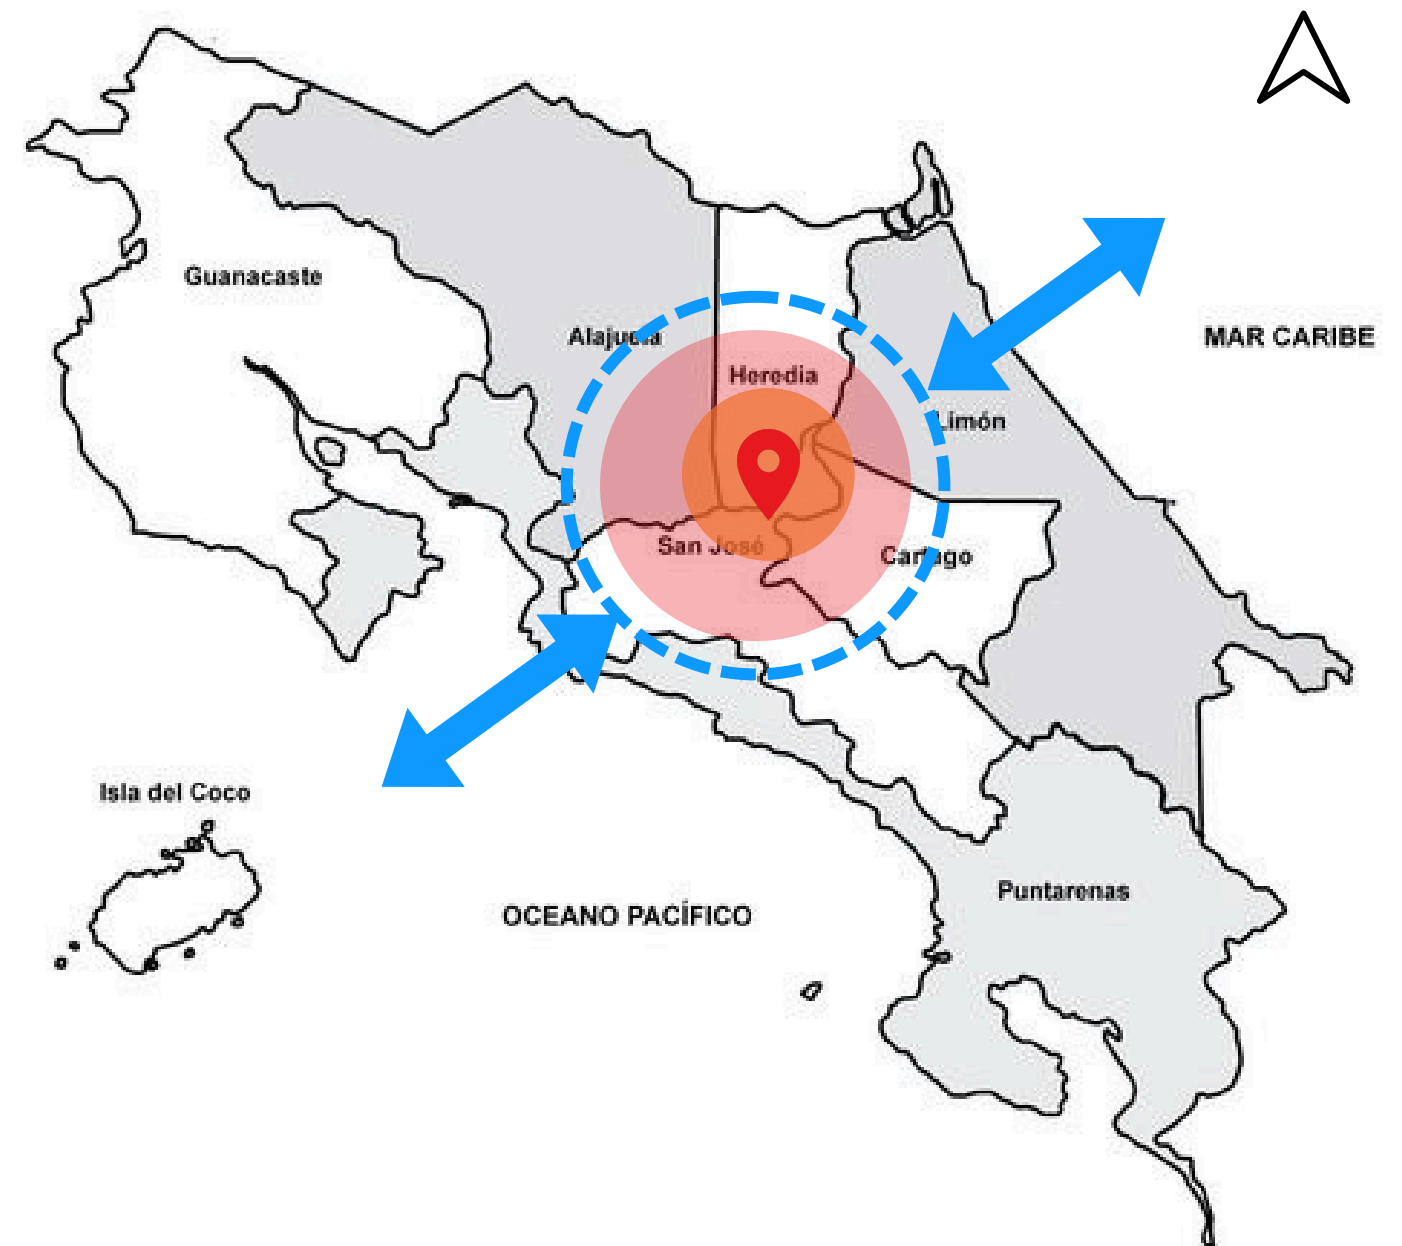 Guanacaste
Alajuela
MAR CARIBE
Heredia
Limón
San José
Cartago
Isla del Coco
Puntarenas
OCEANO PACÍFICO